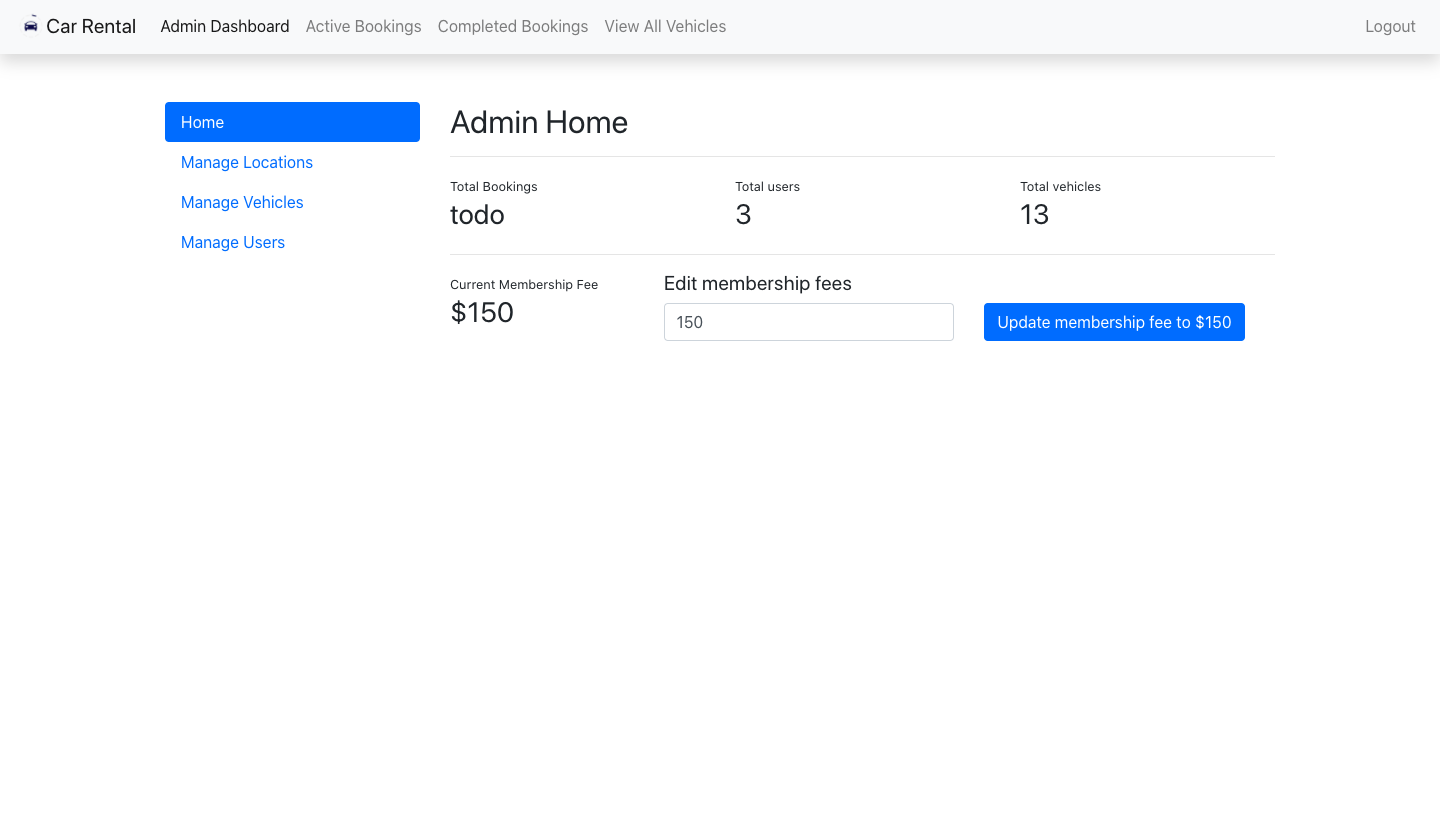 Car Rental Admin Dashboard Active Bookings Completed Bookings View All Vehicles Logout
Home
Manage Locations
Manage Vehicles
Manage Users
Admin Home
Total Bookings
todo
Total users
3
Total vehicles
13
Current Membership Fee
$150
Edit membership fees
150
Update membership fee to $150